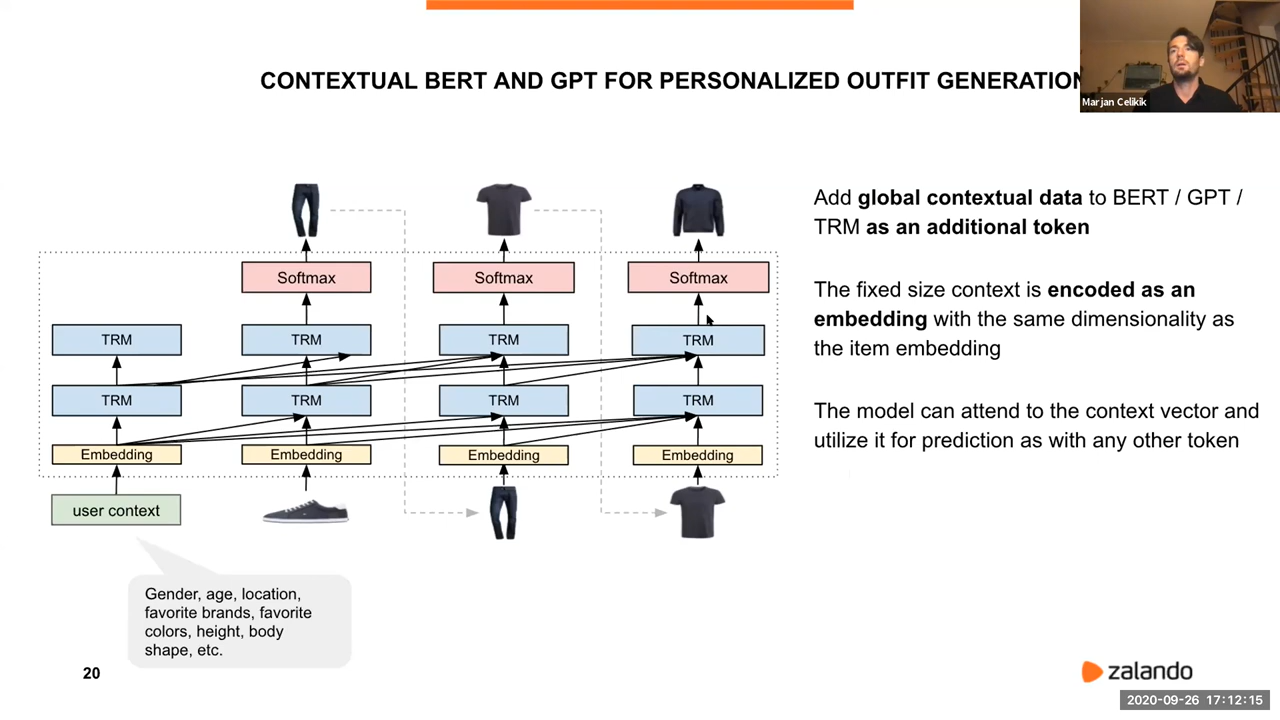 CONTEXTUAL BERT AND GPT FOR PERSONALIZED OUTFIT GENERATION
Marjan Celikik
Softmax
Softmax
Softmax
TRM
TRM
TRM
TRM
TRM
TRM
TRM
TRM
Embedding
Embedding
Embedding
Embedding
user context
Gender, age, location,
favorite brands, favorite
colors, height, body
shape, etc.
Add global contextual data to BERT / GPT /
TRM as an additional token
The fixed size context is encoded as an
embedding with the same dimensionality as
the item embedding
The model can attend to the context vector and
utilize it for prediction as with any other token
20
zalando
2020-09-26 17:12:15